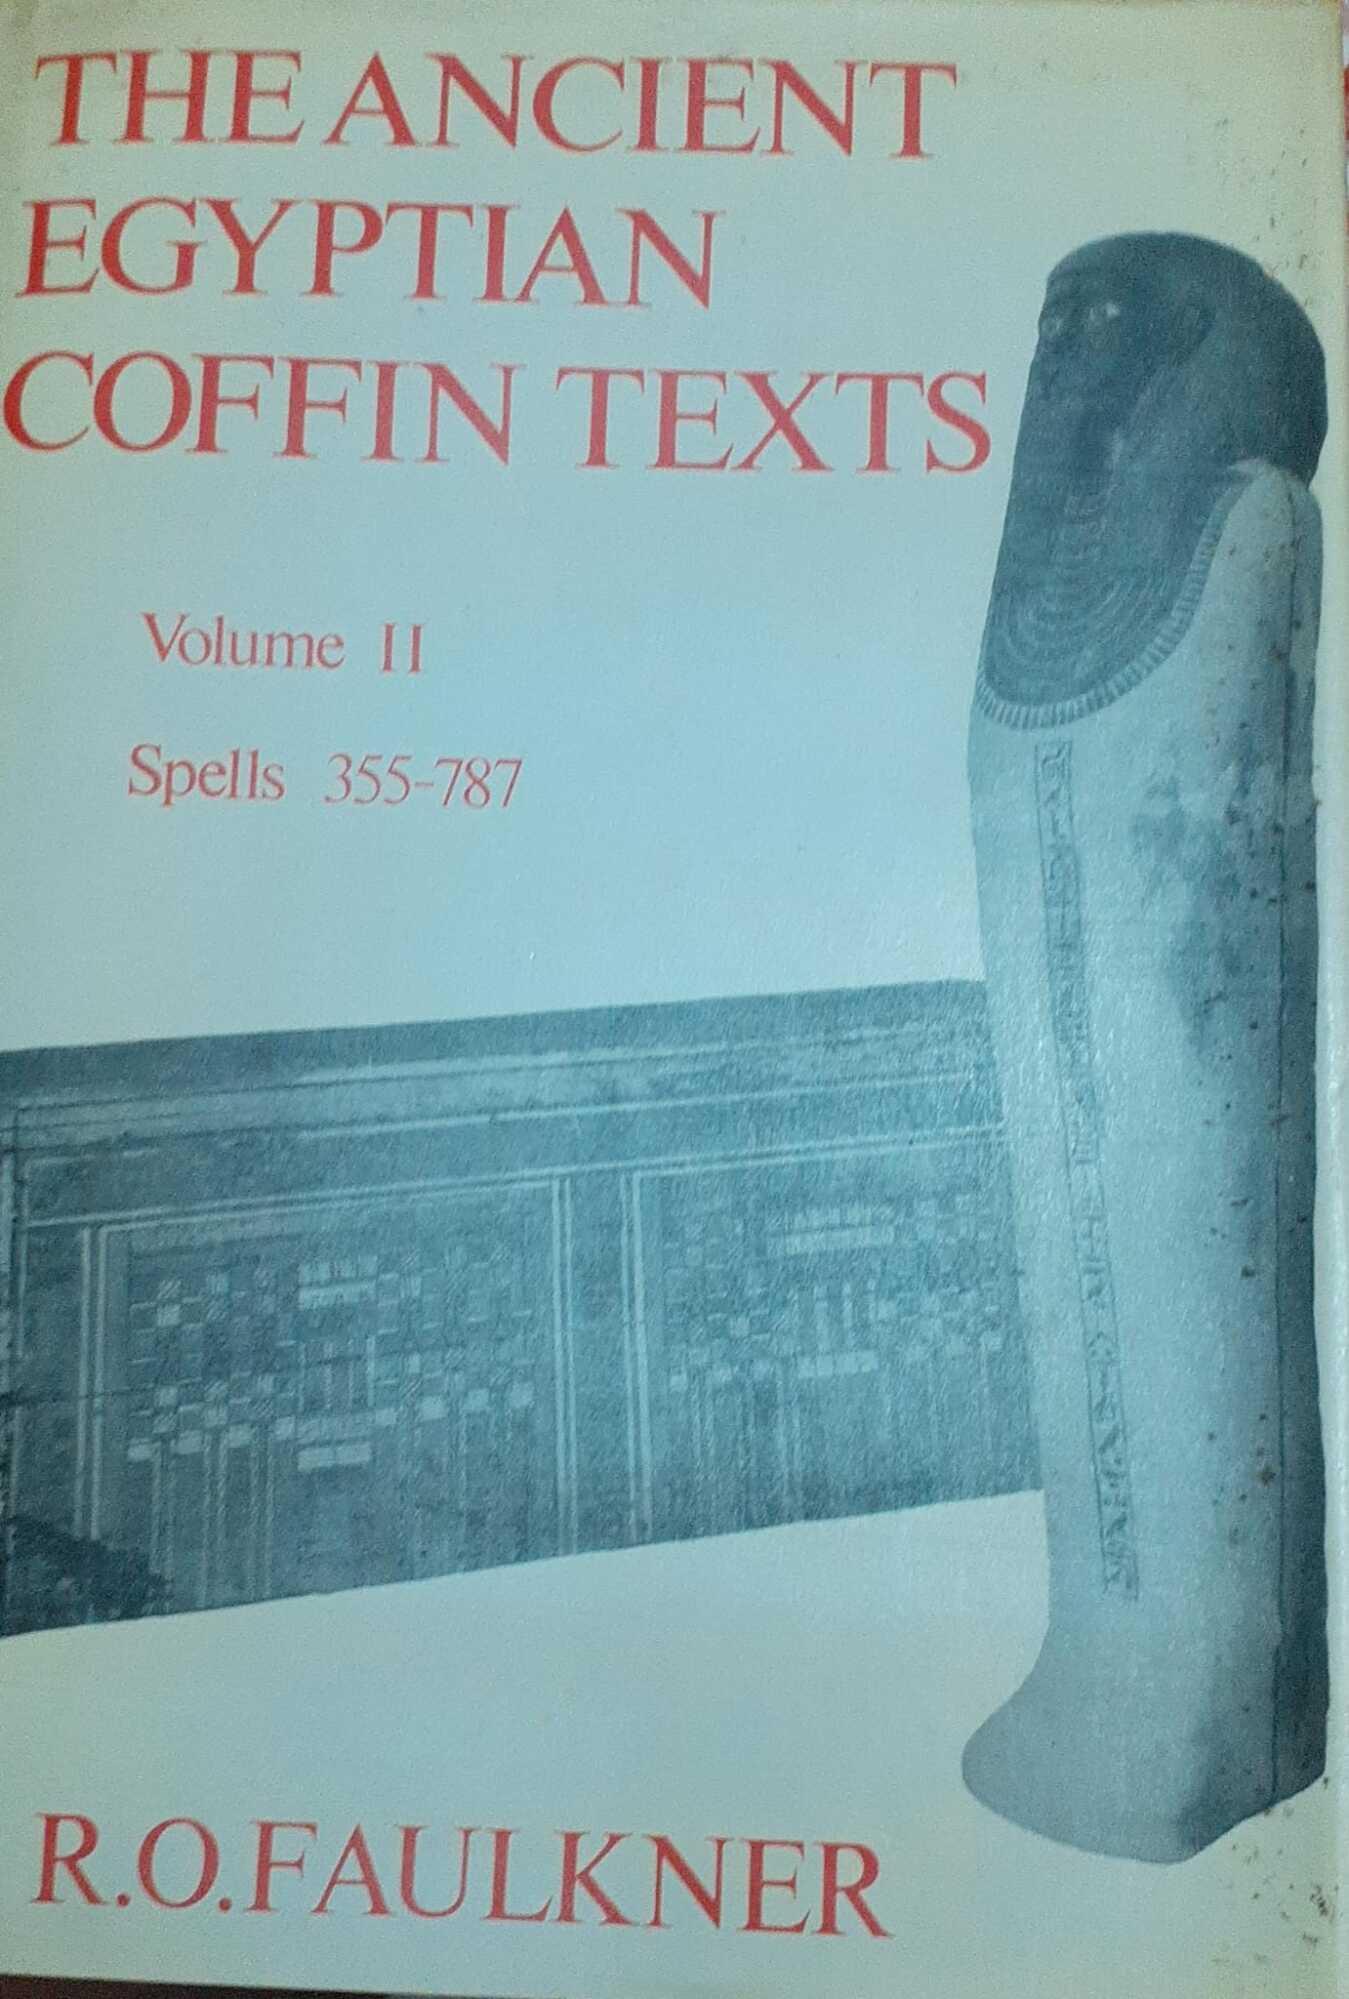 THE ANCIENT
EGYPTIAN
COFFIN TEXTS
Volume II
Spells 355-787
R.O.FAULKNER